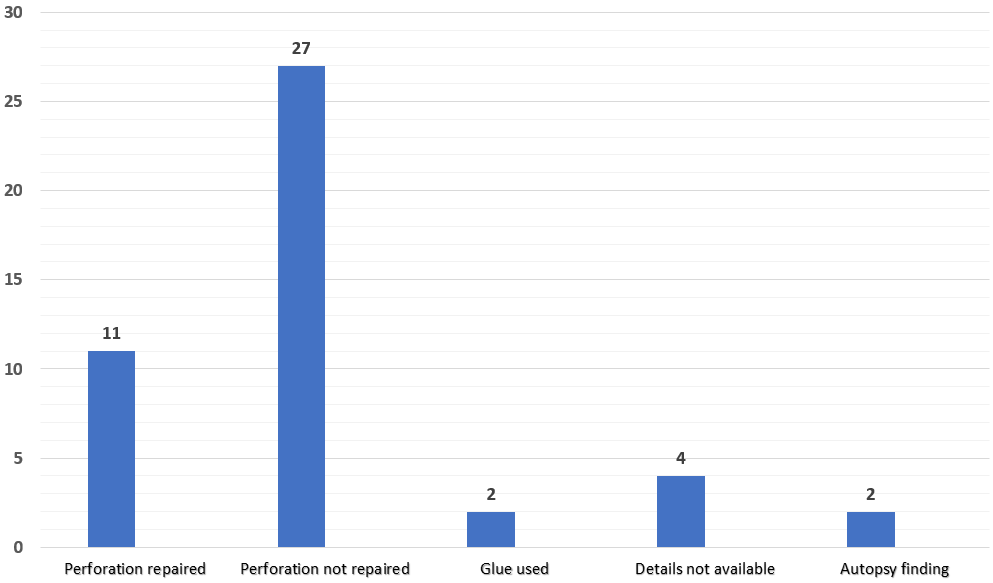 30
27
25
20
15
11
10
5
4
2
2
0
Perforation repaired
Perforation not repaired
Glue used
Details not available
Autopsy finding